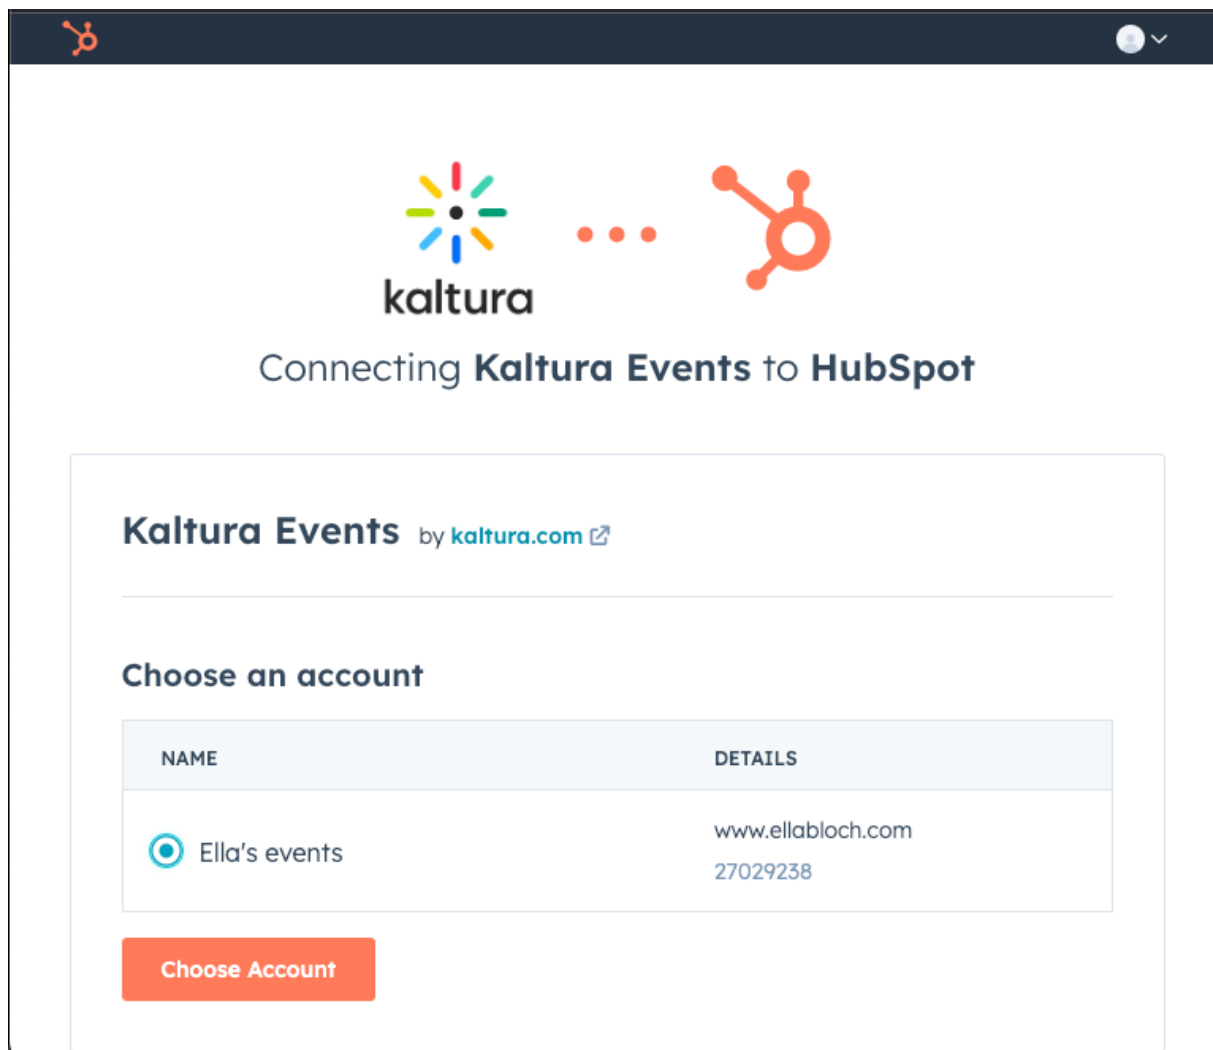 kaltura
Connecting Kaltura Events to HubSpot
Kaltura Events by kaltura.com
Choose an account
NAME DETAILS
Ella's events www.ellabloch.com
27029238
Choose Account